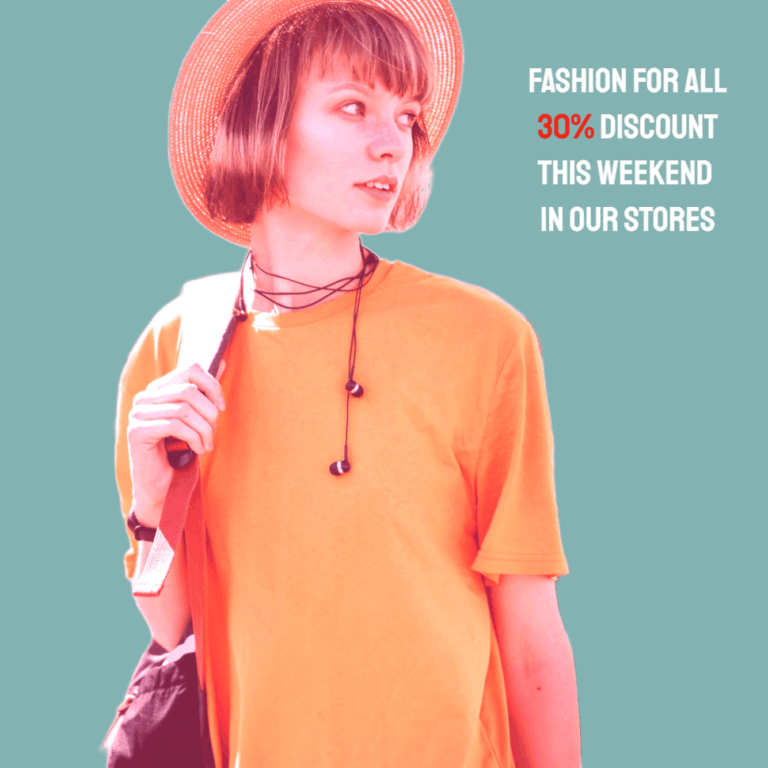 FASHION FOR ALL
30% DISCOUNT
THIS WEEKEND
IN OUR STORES